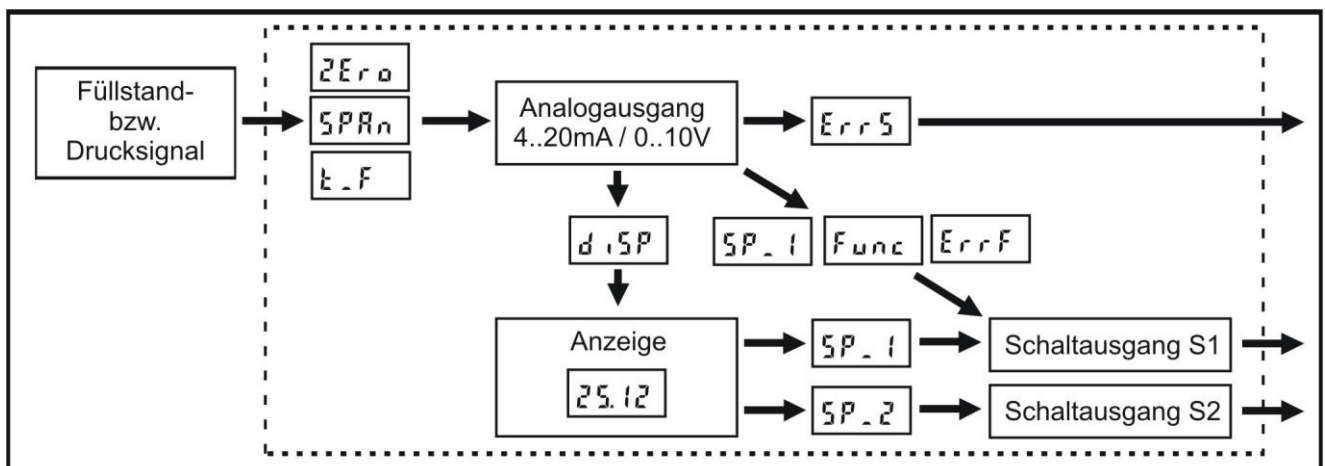 Füllstand-
bzw.
Drucksignal
ZEro
SPAn
t_F
Analogausgang
4..20mA / 0..10V
ErrS
diSP
SP_1
Func
ErrF
Anzeige
25.12
SP_1
Schaltausgang S1
SP_2
Schaltausgang S2